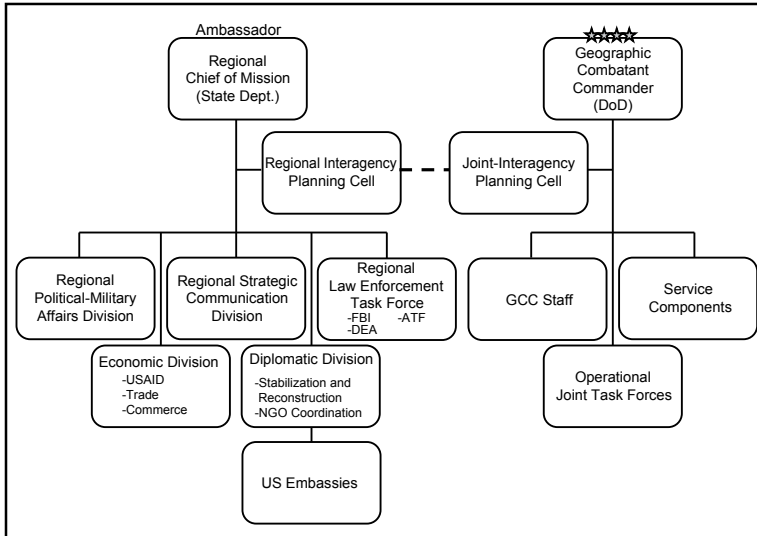 Ambassador
Regional
Chief of Mission
(State Dept.)
Geographic
Combatant
Commander
(DoD)
Regional Interagency
Planning Cell
Joint-Interagency
Planning Cell
Regional
Political-Military
Affairs Division
Regional Strategic
Communication
Division
Regional
Law Enforcement
Task Force
-FBI -ATF
-DEA
GCC Staff
Service
Components
Economic Division
-USAID
-Trade
-Commerce
Diplomatic Division
-Stabilization and
Reconstruction
-NGO Coordination
Operational
Joint Task Forces
US Embassies